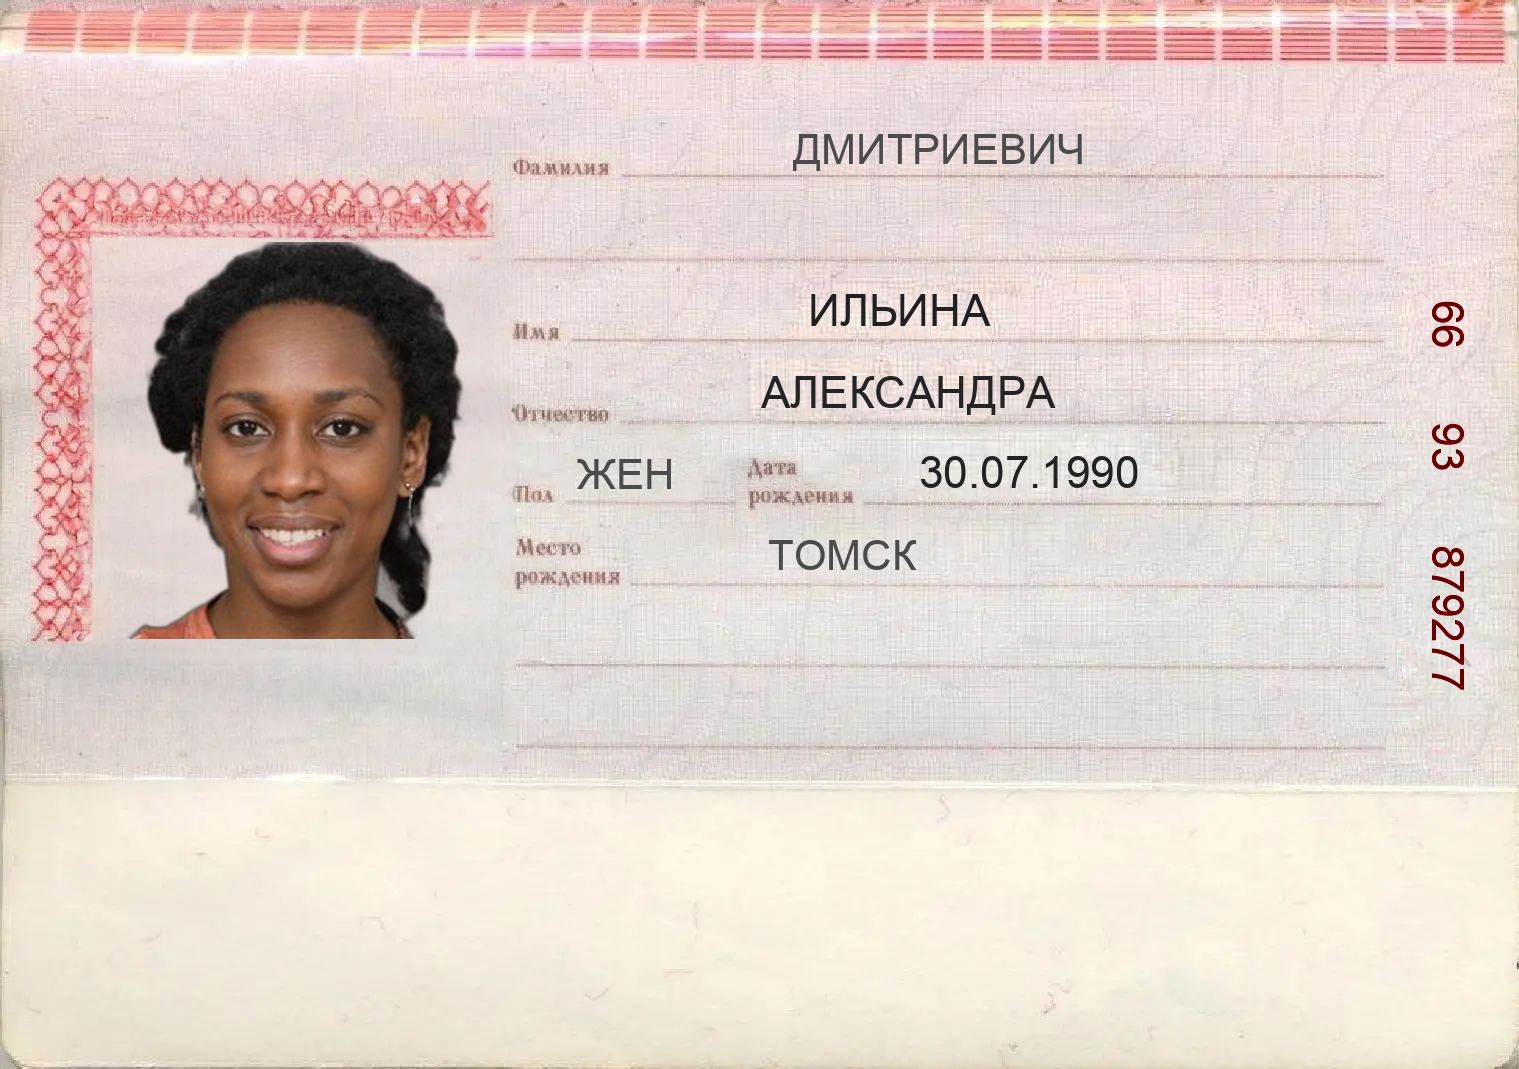 Фамилия ДМИТРИЕВИЧ
Имя ИЛЬИНА
Отчество АЛЕКСАНДРА
Пол ЖЕН Дата рождения 30.07.1990
Место рождения ТОМСК
66 93 879277